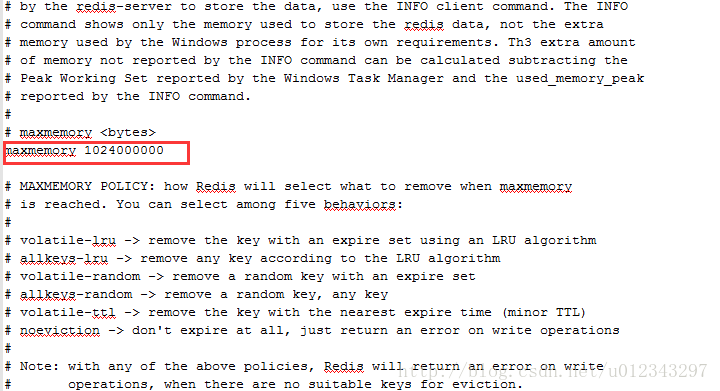 # by the redis-server to store the data, use the INFO client command. The INFO
# command shows only the memory used to store the redis data, not the extra
# memory used by the Windows process for its own requirements. Th3 extra amount
# of memory not reported by the INFO command can be calculated subtracting the
# Peak Working Set reported by the Windows Task Manager and the used_memory_peak
# reported by the INFO command.
#
# maxmemory <bytes>
maxmemory 1024000000
# MAXMEMORY POLICY: how Redis will select what to remove when maxmemory
# is reached. You can select among five behaviors:
#
# volatile-lru -> remove the key with an expire set using an LRU algorithm
# allkeys-lru -> remove any key according to the LRU algorithm
# volatile-random -> remove a random key with an expire set
# allkeys-random -> remove a random key, any key
# volatile-ttl -> remove the key with the nearest expire time (minor TTL)
# noeviction -> don't expire at all, just return an error on write operations
#
# Note: with any of the above policies, Redis will return an error on write
# operations, when there are no suitable keys for eviction.
http://blog.csdn.net/u012343297